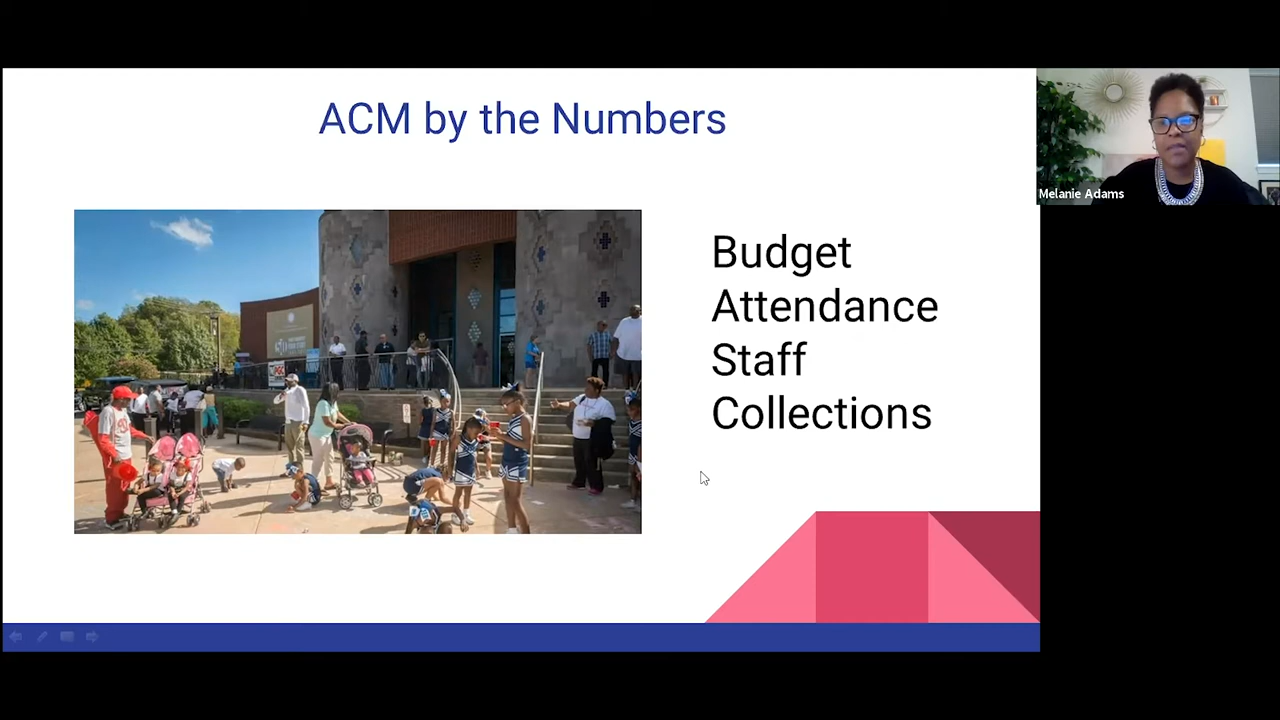 ACM by the Numbers
Melanie Adams
Budget
Attendance
Staff
Collections